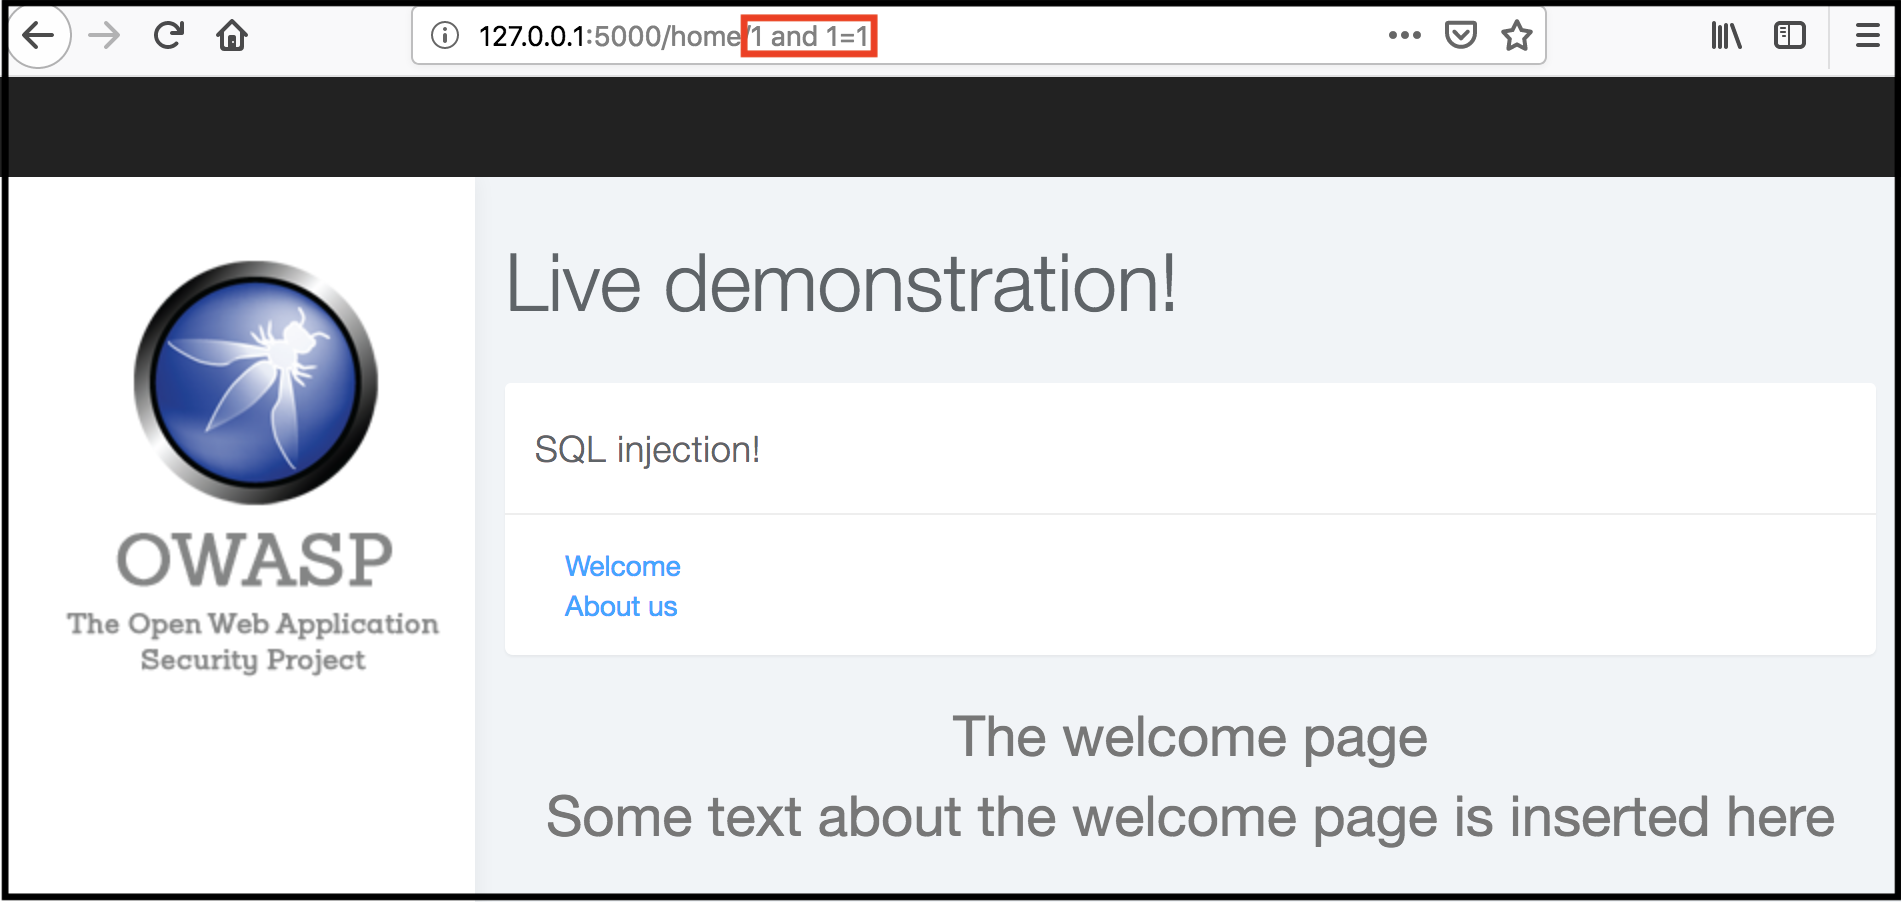 127.0.0.1:5000/home/1 and 1=1
Live demonstration!
SQL injection!
Welcome
About us
OWASP
The Open Web Application
Security Project
The welcome page
Some text about the welcome page is inserted here